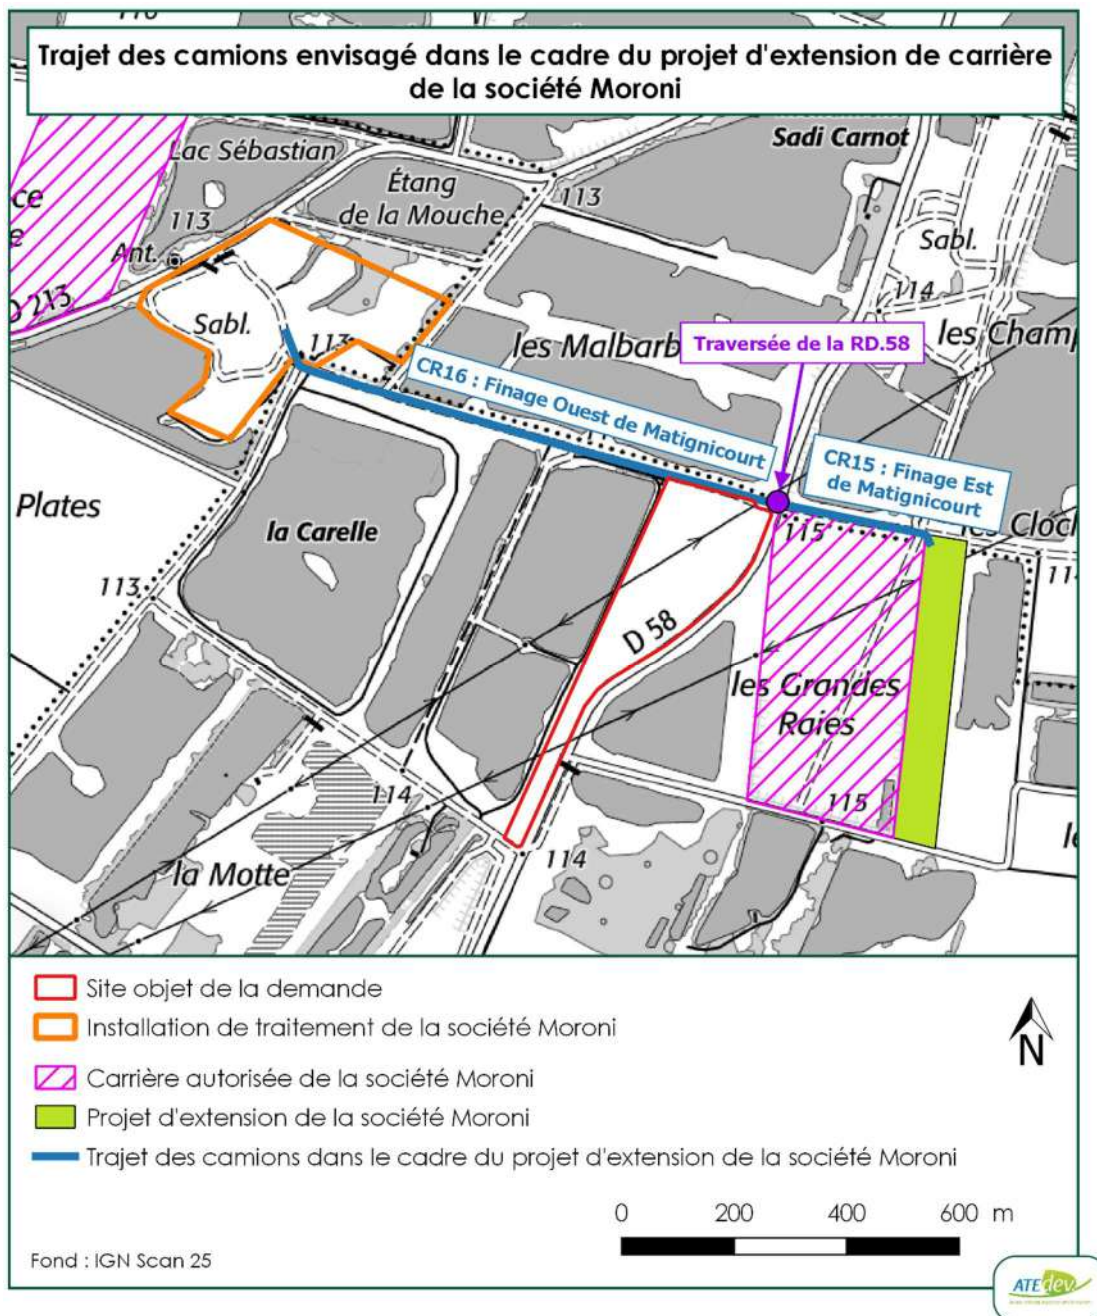 Trajet des camions envisagé dans le cadre du projet d'extension de carrière
de la société Moroni
Sadi Carnot
Lac Sébastian
Étang
de la Mouche
113
113
Ant.
D 213
Sabl.
Sabl.
114
113
les Malbarb
Traversée de la RD.58
les Champ
CR16 : Finage Ouest de Matignicourt
CR15 : Finage Est
de Matignicourt
Plates
la Carelle
115
les Cloch
113
D 58
les Grandes
Raies
114
115
la Motte
114
Site objet de la demande
Installation de traitement de la société Moroni
Carrière autorisée de la société Moroni
Projet d'extension de la société Moroni
Trajet des camions dans le cadre du projet d'extension de la société Moroni
N
0 200 400 600 m
Fond : IGN Scan 25
ATEdev